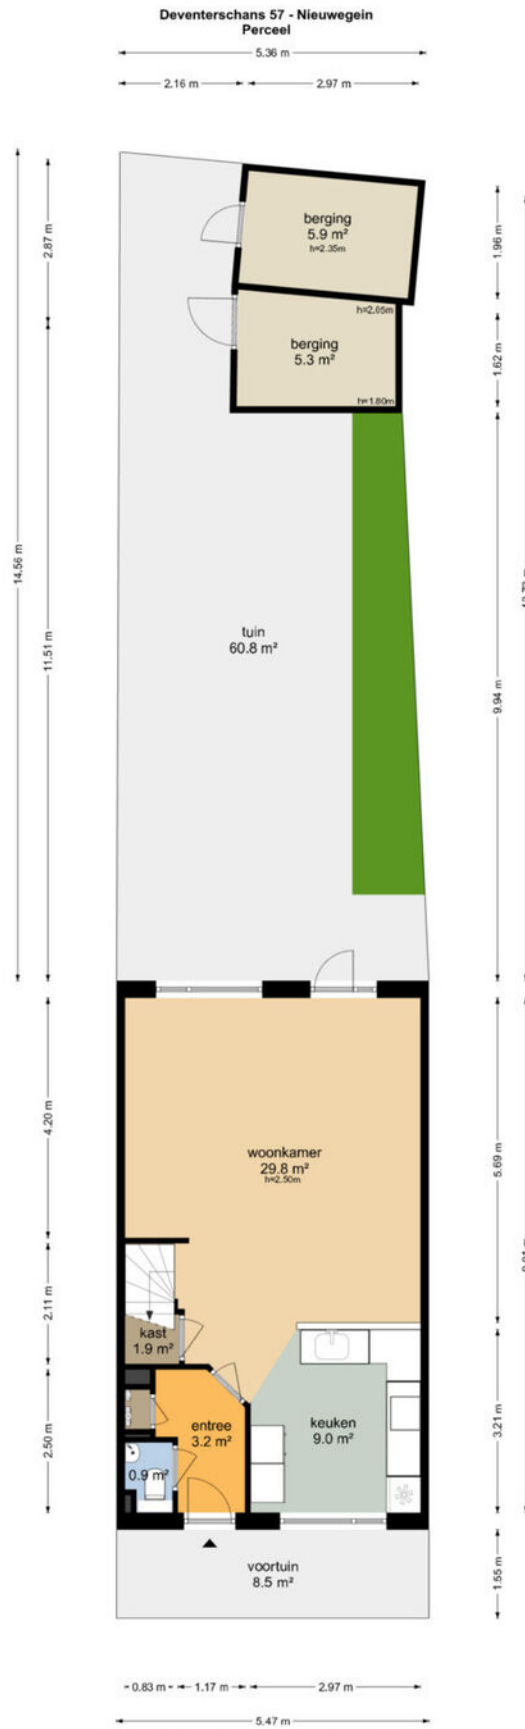 Deventerschans 57 - Nieuwegein
Perceel
5.36 m
2.16 m
2.97 m
berging
5.9 m²
h=2.35m
2.87 m
1.96 m
h=2.05m
berging
5.3 m²
h=1.80m
1.62 m
14.56 m
11.51 m
tuin
60.8 m²
9.94 m
woonkamer
29.8 m²
h=2.50m
4.20 m
5.69 m
2.11 m
kast
1.9 m²
2.50 m
entree
3.2 m²
keuken
9.0 m²
3.21 m
0.9 m²
voortuin
8.5 m²
1.55 m
0.83 m
1.17 m
2.97 m
5.47 m